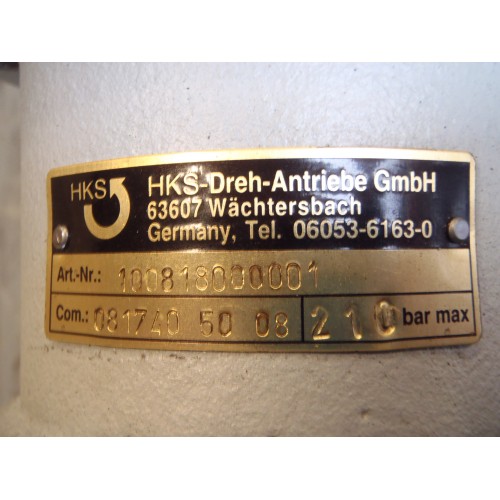 HKS
HKS-Dreh-Antriebe GmbH
63607 Wächtersbach
Germany, Tel. 06053-6163-0
Art.-Nr.: 100818000001
Com.: 081740 50 08 210 bar max